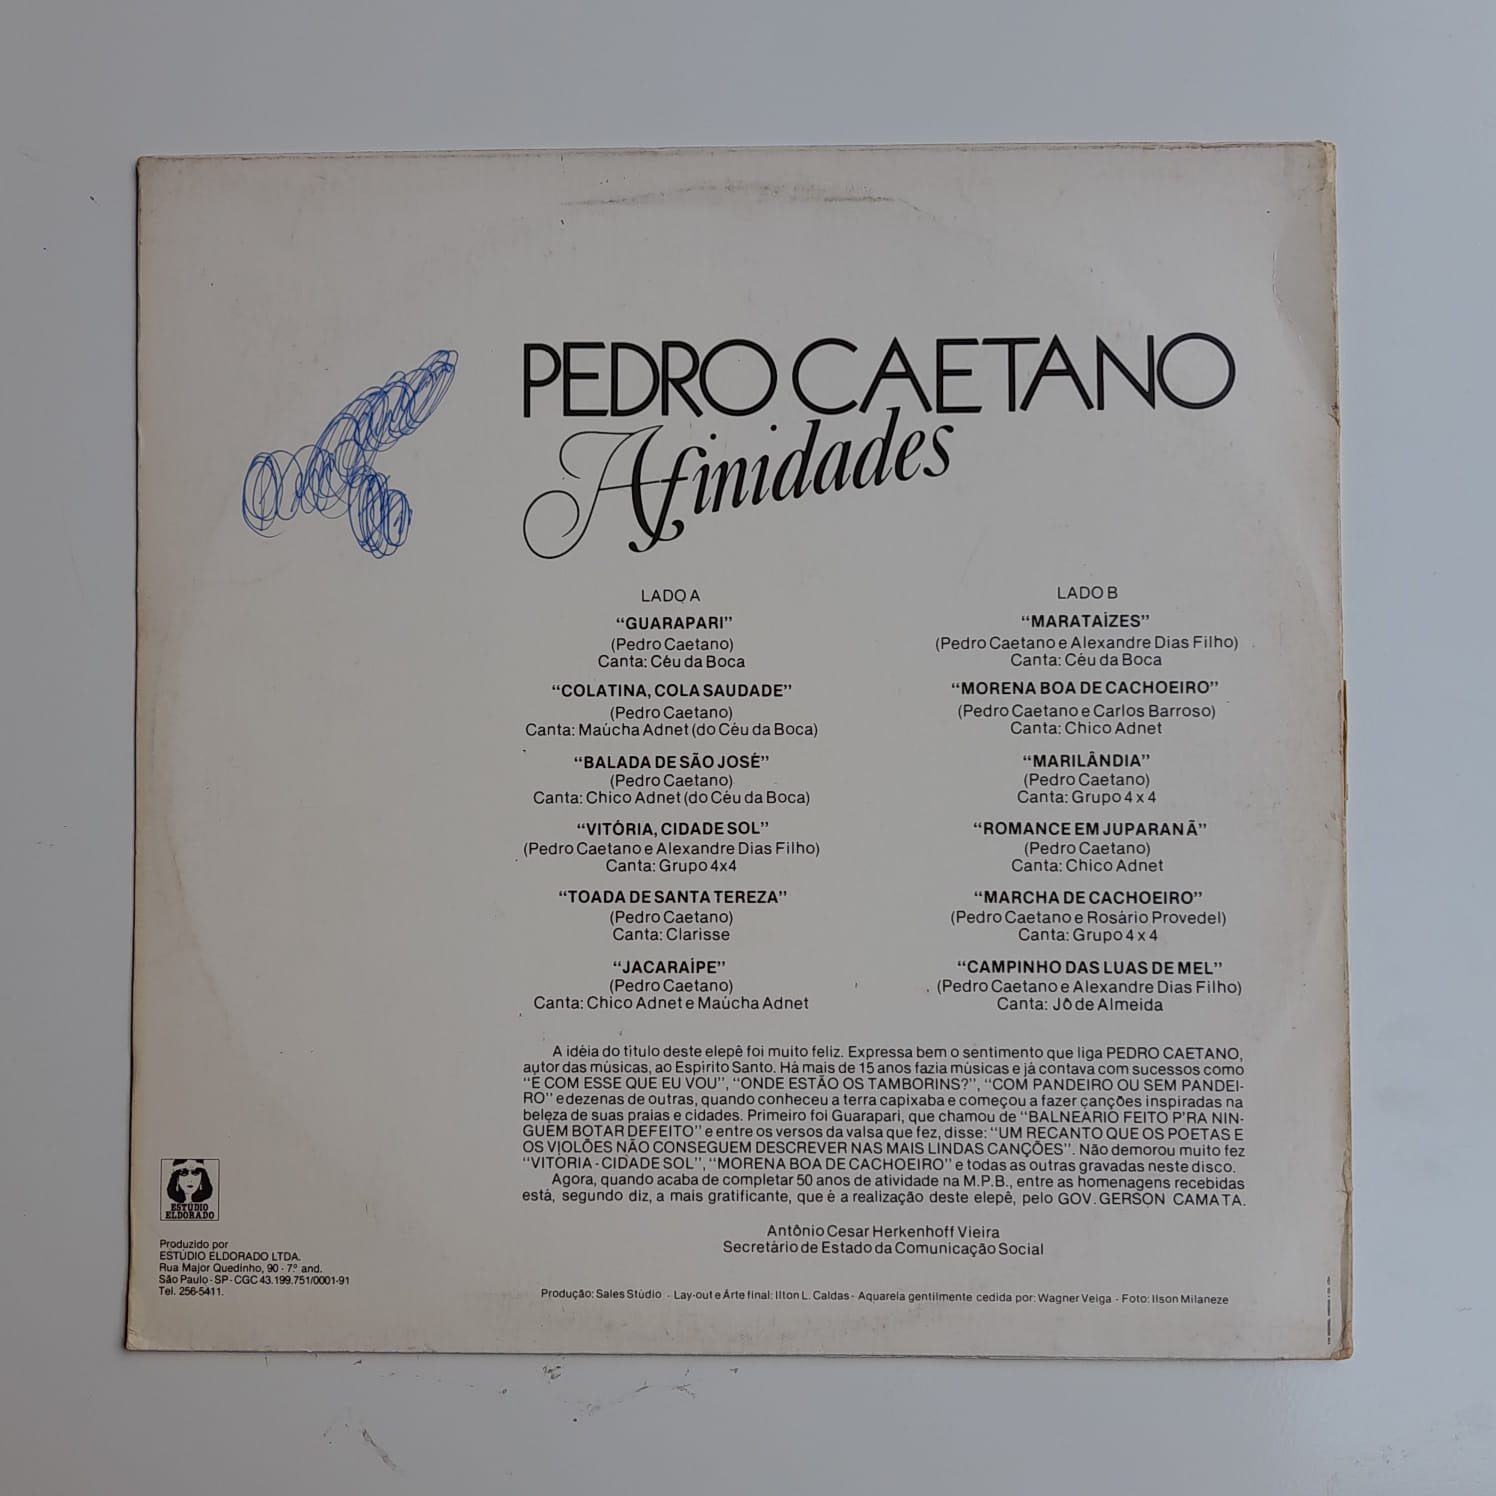 PEDRO CAETANO
Afinidades
LADO A
"GUARAPARI"
(Pedro Caetano)
Canta: Céu da Boca
"COLATINA, COLA SAUDADE"
(Pedro Caetano)
Canta: Maúcha Adnet (do Céu da Boca)
"BALADA DE SÃO JOSÉ"
(Pedro Caetano)
Canta: Chico Adnet (do Céu da Boca)
"VITÓRIA, CIDADE SOL"
(Pedro Caetano e Alexandre Dias Filho)
Canta: Grupo 4x4
"TOADA DE SANTA TEREZA"
(Pedro Caetano)
Canta: Clarisse
"JACARAÍPE"
(Pedro Caetano)
Canta: Chico Adnet e Maúcha Adnet
LADO B
"MARATAÍZES"
(Pedro Caetano e Alexandre Dias Filho)
Canta: Céu da Boca
"MORENA BOA DE CACHOEIRO"
(Pedro Caetano e Carlos Barroso)
Canta: Chico Adnet
"MARILÂNDIA"
(Pedro Caetano)
Canta: Grupo 4 x 4
"ROMANCE EM JUPARANÃ"
(Pedro Caetano)
Canta: Chico Adnet
"MARCHA DE CACHOEIRO"
(Pedro Caetano e Rosário Provedel)
Canta: Grupo 4 x 4
"CAMPINHO DAS LUAS DE MEL"
(Pedro Caetano e Alexandre Dias Filho)
Canta: Jô de Almeida
A idéia do título deste elepê foi muito feliz. Expressa bem o sentimento que liga PEDRO CAETANO,
autor das músicas, ao Espírito Santo. Há mais de 15 anos fazia músicas e já contava com sucessos como
"É COM ESSE QUE EU VOU", "ONDE ESTÃO OS TAMBORINS?", "COM PANDEIRO OU SEM PANDEI-
RO" e dezenas de outras, quando conheceu a terra capixaba e começou a fazer canções inspiradas na
beleza de suas praias e cidades. Primeiro foi Guarapari, que chamou de "BALNEÁRIO FEITO P'RA NIN-
GUÉM BOTAR DEFEITO" e entre os versos da valsa que fez, disse: "UM RECANTO QUE OS POETAS E
OS VIOLÕES NÃO CONSEGUEM DESCREVER NAS MAIS LINDAS CANÇÕES". Não demorou muito fez
"VITÓRIA - CIDADE SOL", "MORENA BOA DE CACHOEIRO" e todas as outras gravadas neste disco.
Agora, quando acaba de completar 50 anos de atividade na M.P.B., entre as homenagens recebidas
está, segundo diz, a mais gratificante, que é a realização deste elepê, pelo GOV. GERSON CAMATA.
Antônio Cesar Herkenhoff Vieira
Secretário de Estado da Comunicação Social
ESTÚDIO
ELDORADO
Produzido por
ESTÚDIO ELDORADO LTDA.
Rua Major Quedinho, 90 - 7.º and.
São Paulo - SP - CGC 43.199.751/0001-91
Tel. 256-5411.
Produção: Sales Stúdio - Lay-out e Árte final: Ilton L. Caldas - Aquarela gentilmente cedida por: Wagner Veiga - Foto: Ilson Milaneze